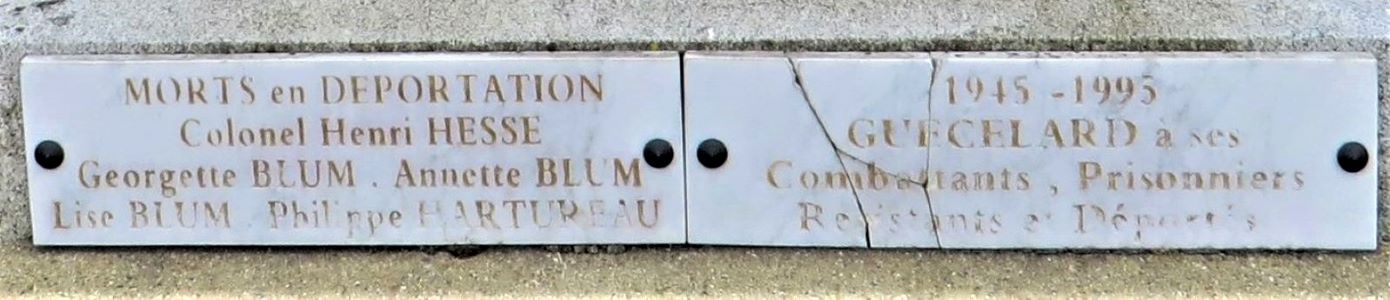 MORTS en DEPORTATION
Colonel Henri HESSE
Georgette BLUM . Annette BLUM
Lise BLUM . Philippe HARTUREAU
1945 - 1995
GUECELARD à ses
Combattants , Prisonniers
Resistants et Déportés